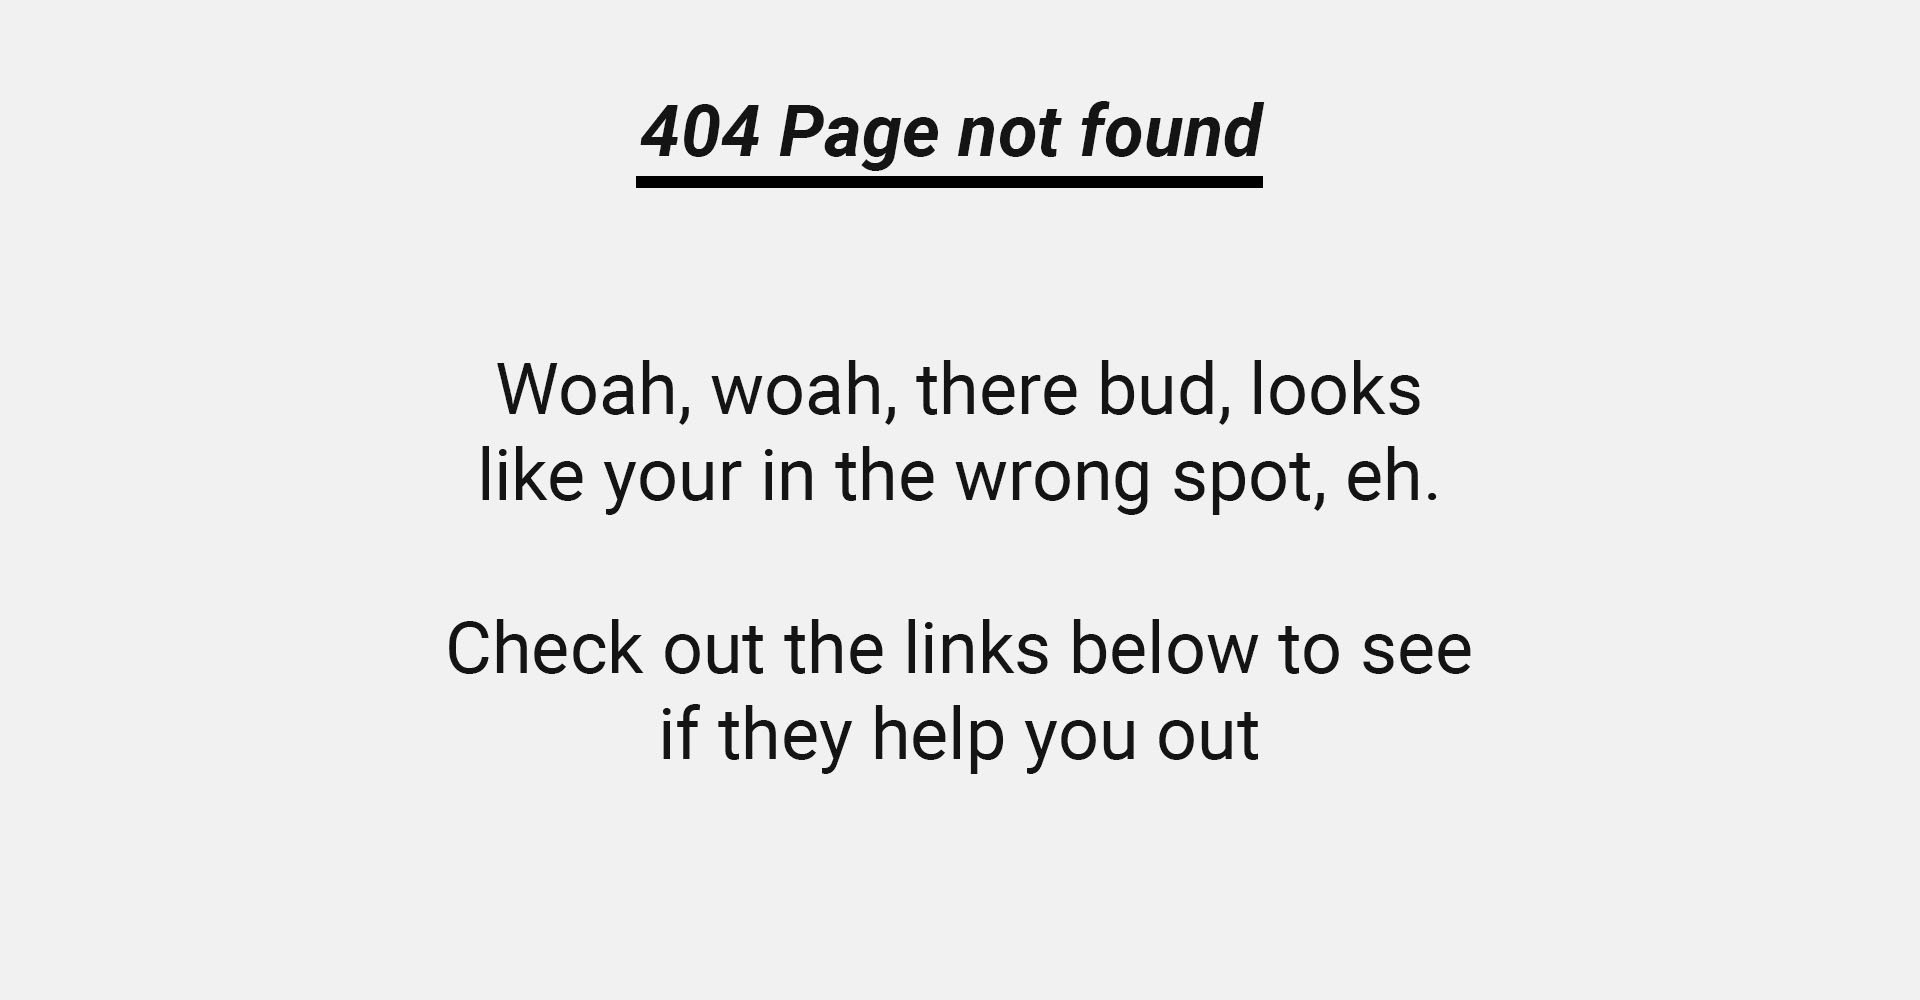 404 Page not found
Woah, woah, there bud, looks
like your in the wrong spot, eh.
Check out the links below to see
if they help you out